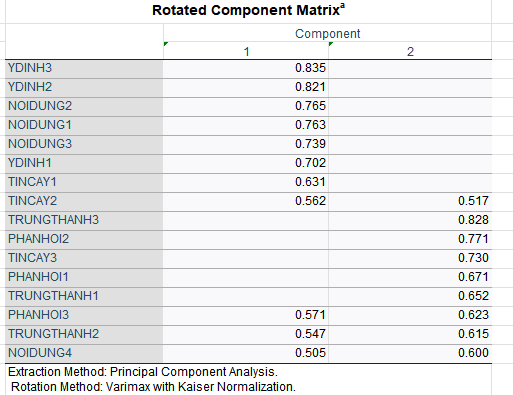 Rotated Component Matrixa
Component
1 2
YDINH3 0.835
YDINH2 0.821
NOIDUNG2 0.765
NOIDUNG1 0.763
NOIDUNG3 0.739
YDINH1 0.702
TINCAY1 0.631
TINCAY2 0.562 0.517
TRUNGTHANH3 0.828
PHANHOI2 0.771
TINCAY3 0.730
PHANHOI1 0.671
TRUNGTHANH1 0.652
PHANHOI3 0.571 0.623
TRUNGTHANH2 0.547 0.615
NOIDUNG4 0.505 0.600
Extraction Method: Principal Component Analysis.
Rotation Method: Varimax with Kaiser Normalization.